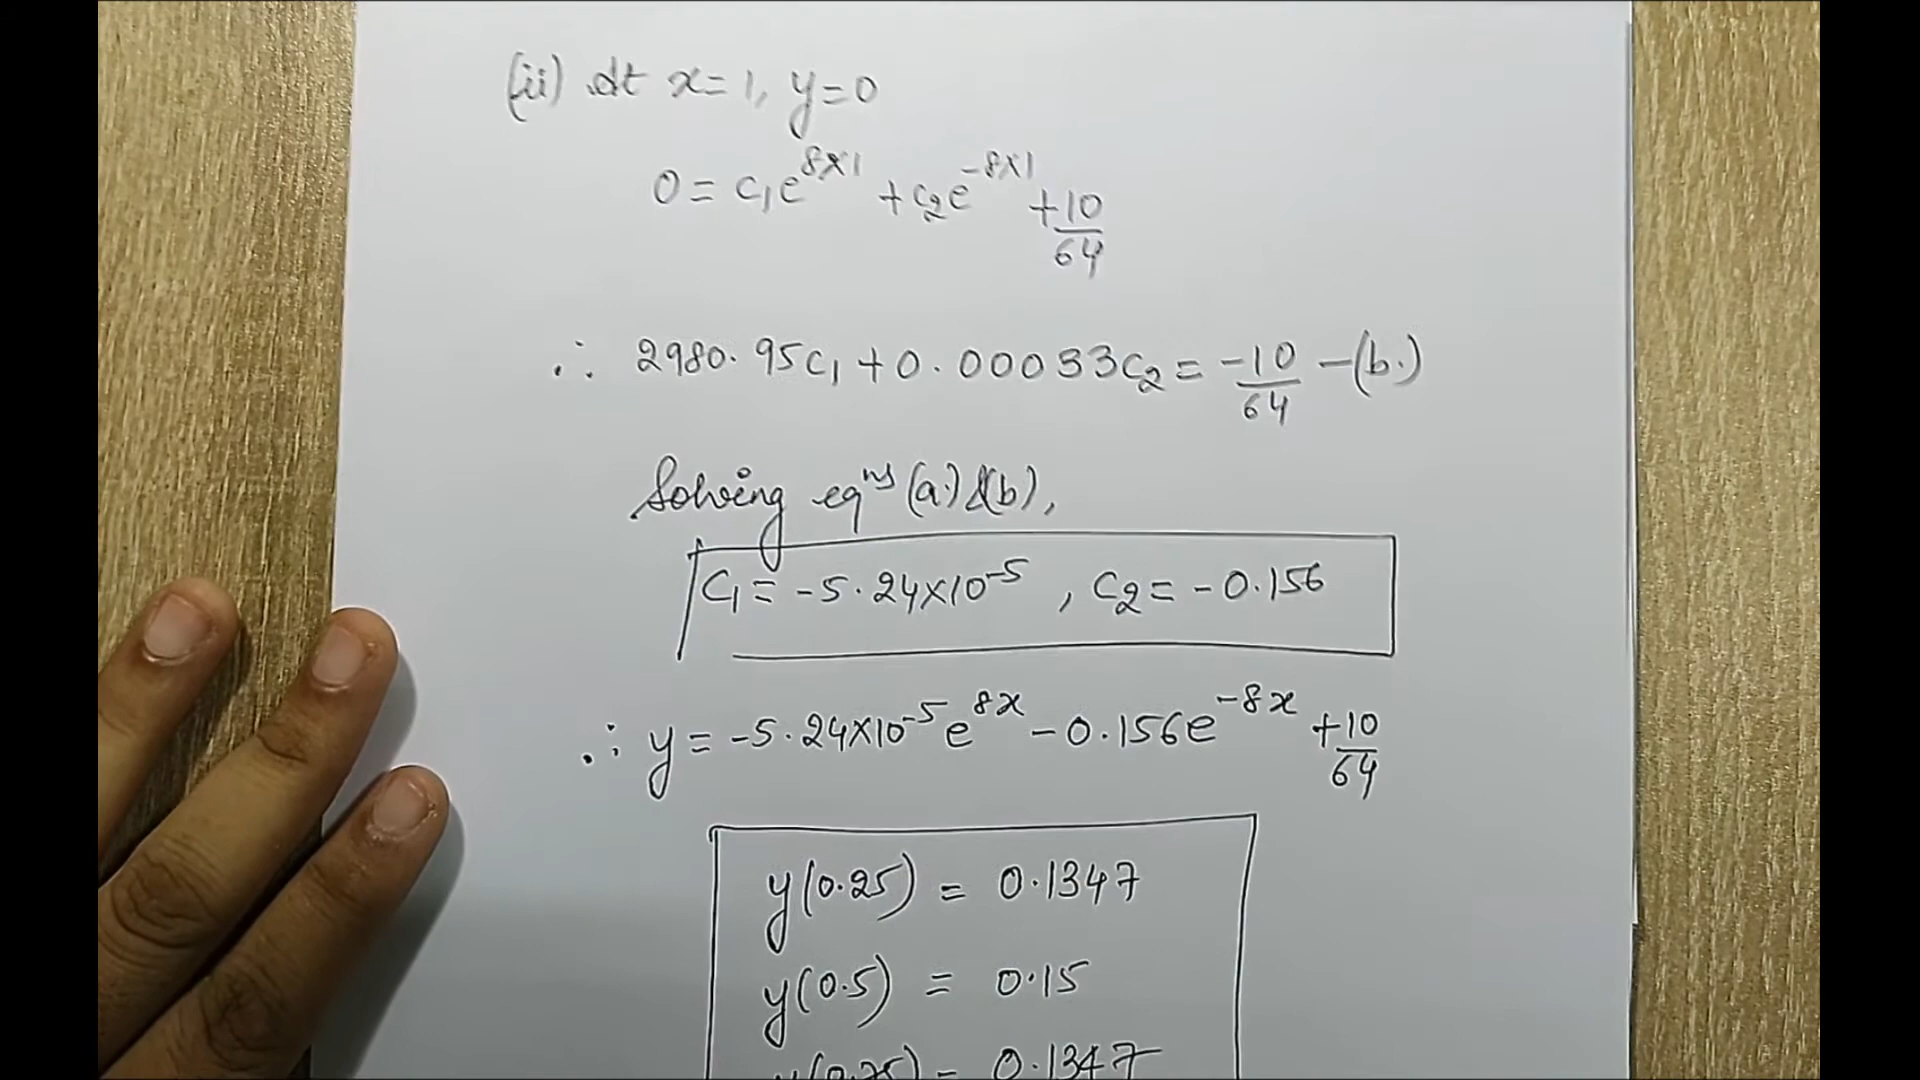 (ii) At x=1, y=0
0 = c₁e^(8×1) + c₂e^(-8×1) + 10/64
∴ 2980.95c₁ + 0.00033c₂ = -10/64 -(b.)
Solving eqⁿˢ (a.) & (b),
C₁ = -5.24×10⁻⁵ , C₂ = -0.156
∴ y = -5.24×10⁻⁵ e^(8x) - 0.156e^(-8x) + 10/64
y(0.25) = 0.1347
y(0.5) = 0.15
y(0.75) = 0.1347